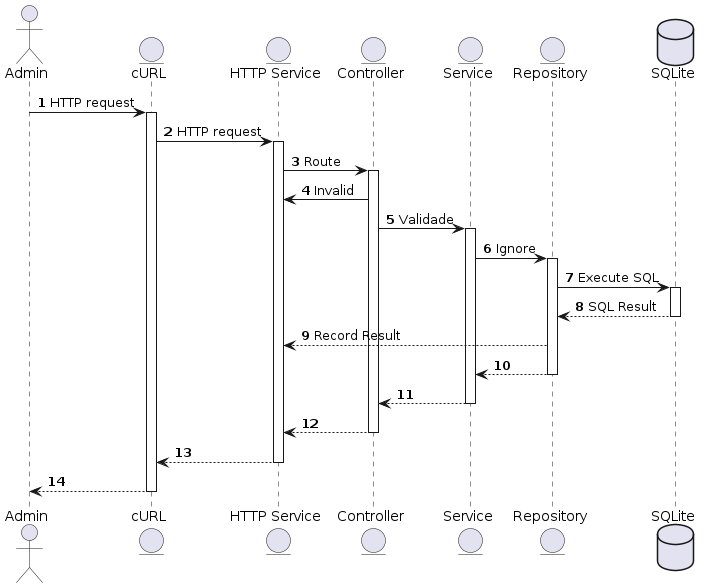 Admin cURL HTTP Service Controller Service Repository SQLite
1 HTTP request
2 HTTP request
3 Route
4 Invalid
5 Validade
6 Ignore
7 Execute SQL
8 SQL Result
9 Record Result
10
11
12
13
14
Admin cURL HTTP Service Controller Service Repository SQLite